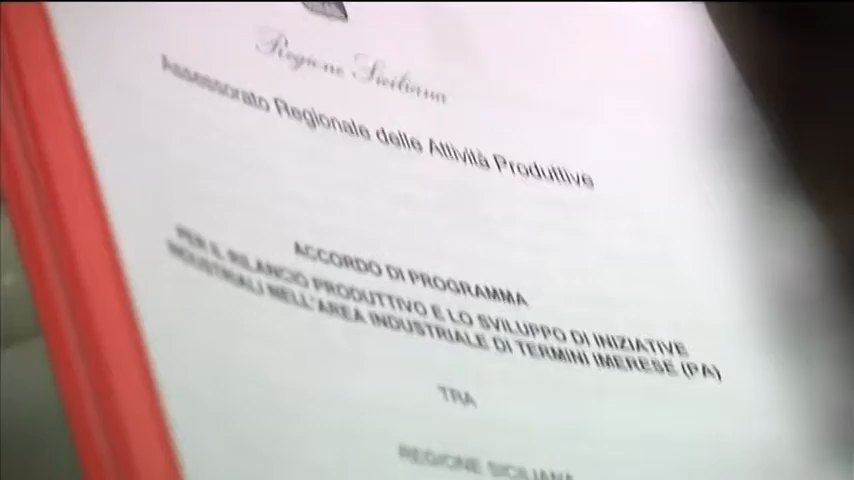 Regione Siciliana
Assessorato Regionale delle Attività Produttive
ACCORDO DI PROGRAMMA
PER IL RILANCIO PRODUTTIVO E LO SVILUPPO DI INIZIATIVE
INDUSTRIALI NELL'AREA INDUSTRIALE DI TERMINI IMERESE (PA)
TRA
REGIONE SICILIANA